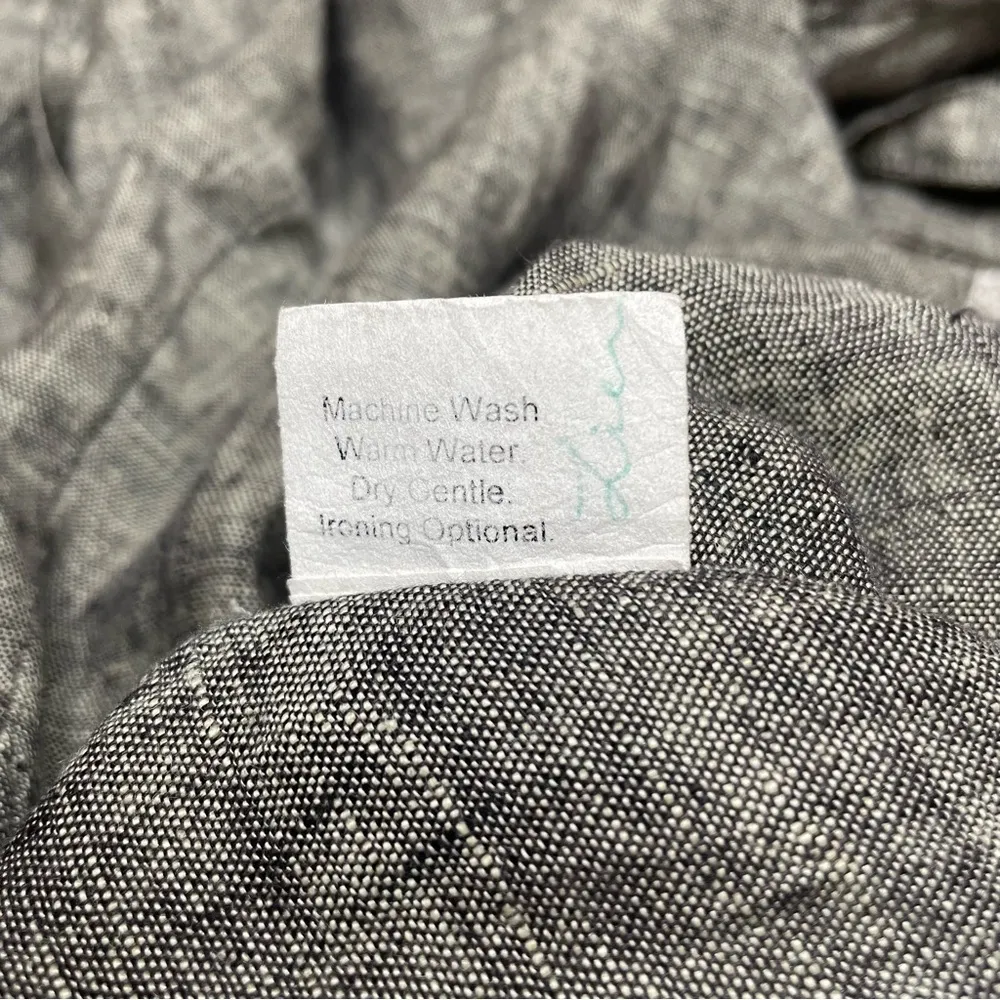 Machine Wash
Warm Water.
Dry Gentle.
Ironing Optional.